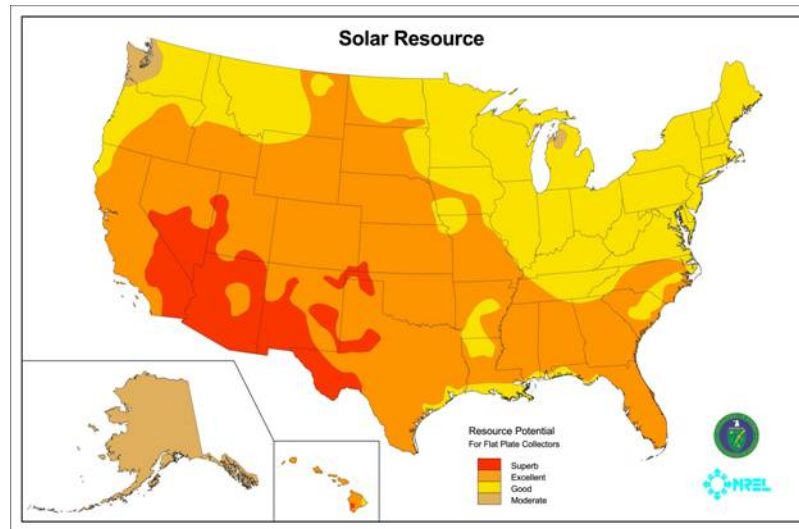 Solar Resource
Resource Potential
For Flat Plate Collectors
Superb
Excellent
Good
Moderate
NREL